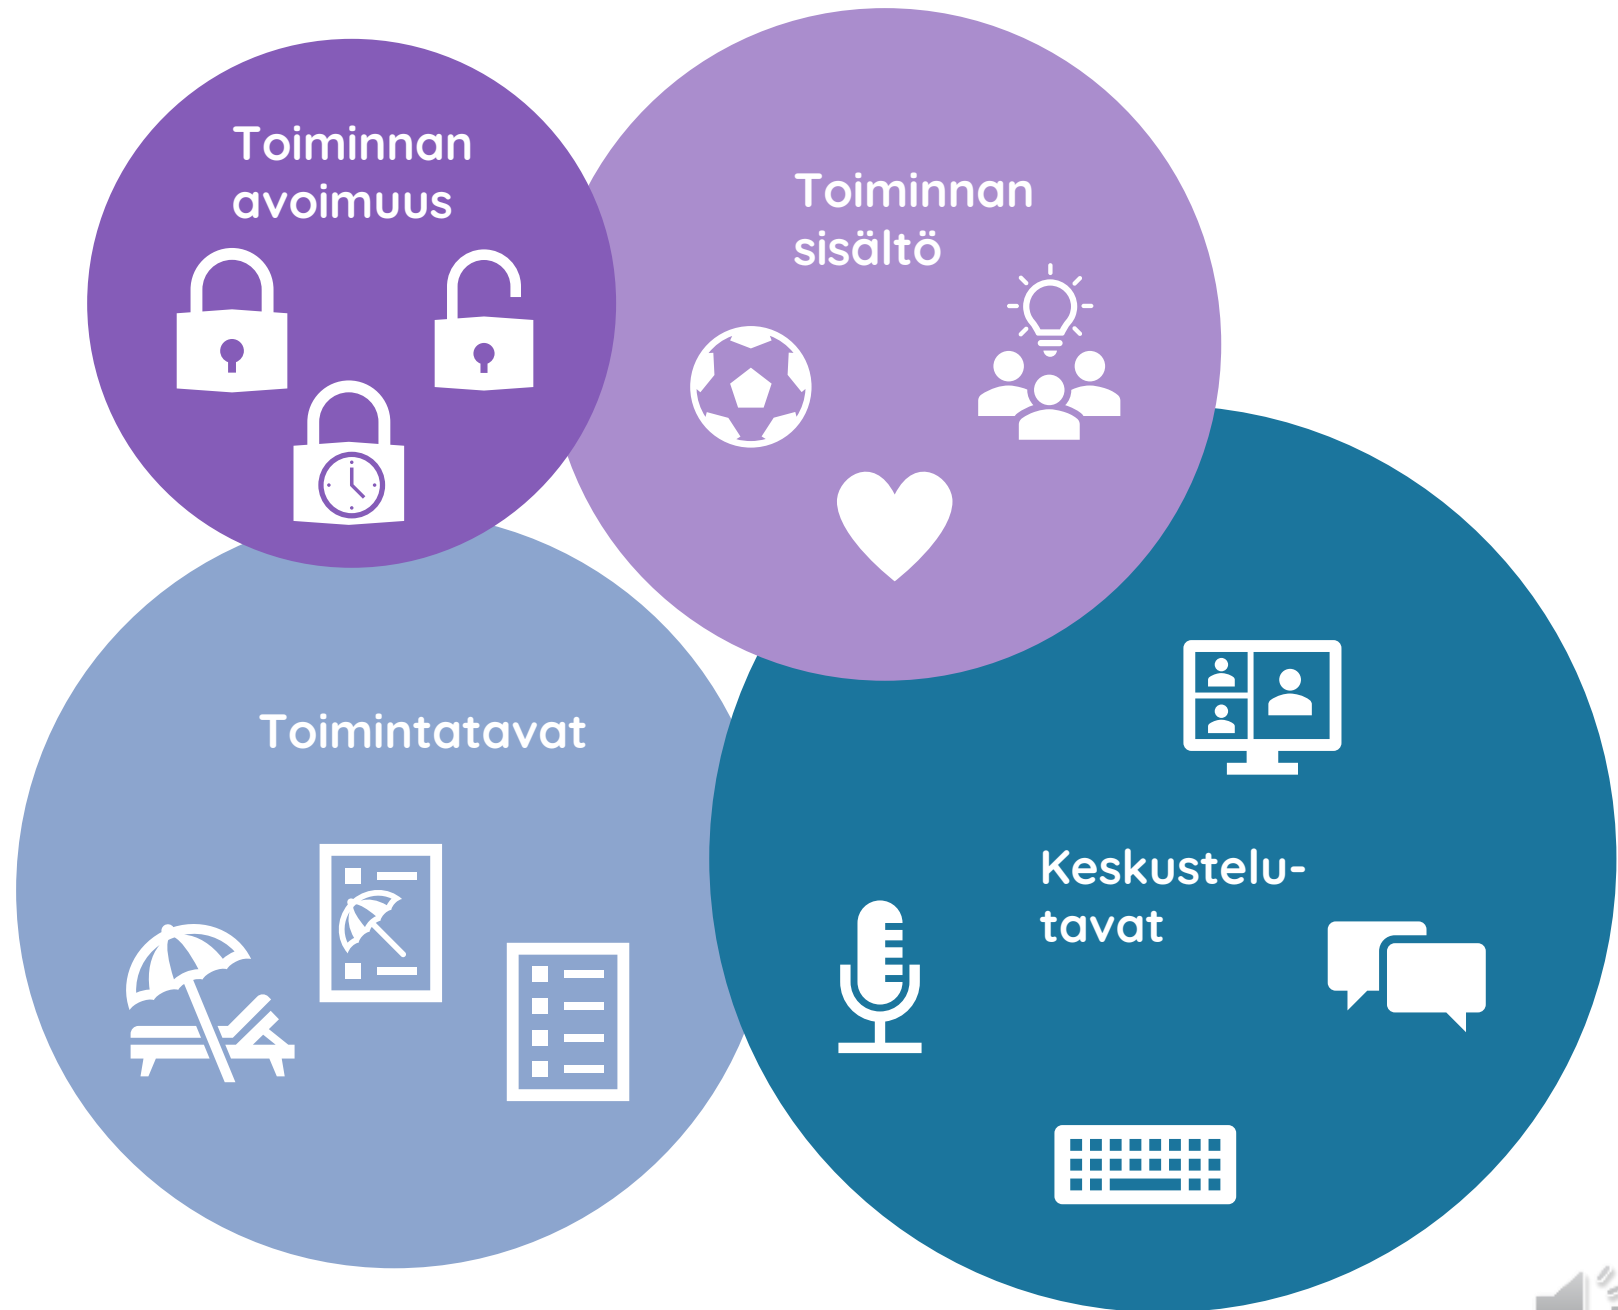 Toiminnan
avoimuus
Toiminnan
sisältö
Toimintatavat
Keskustelu-
tavat